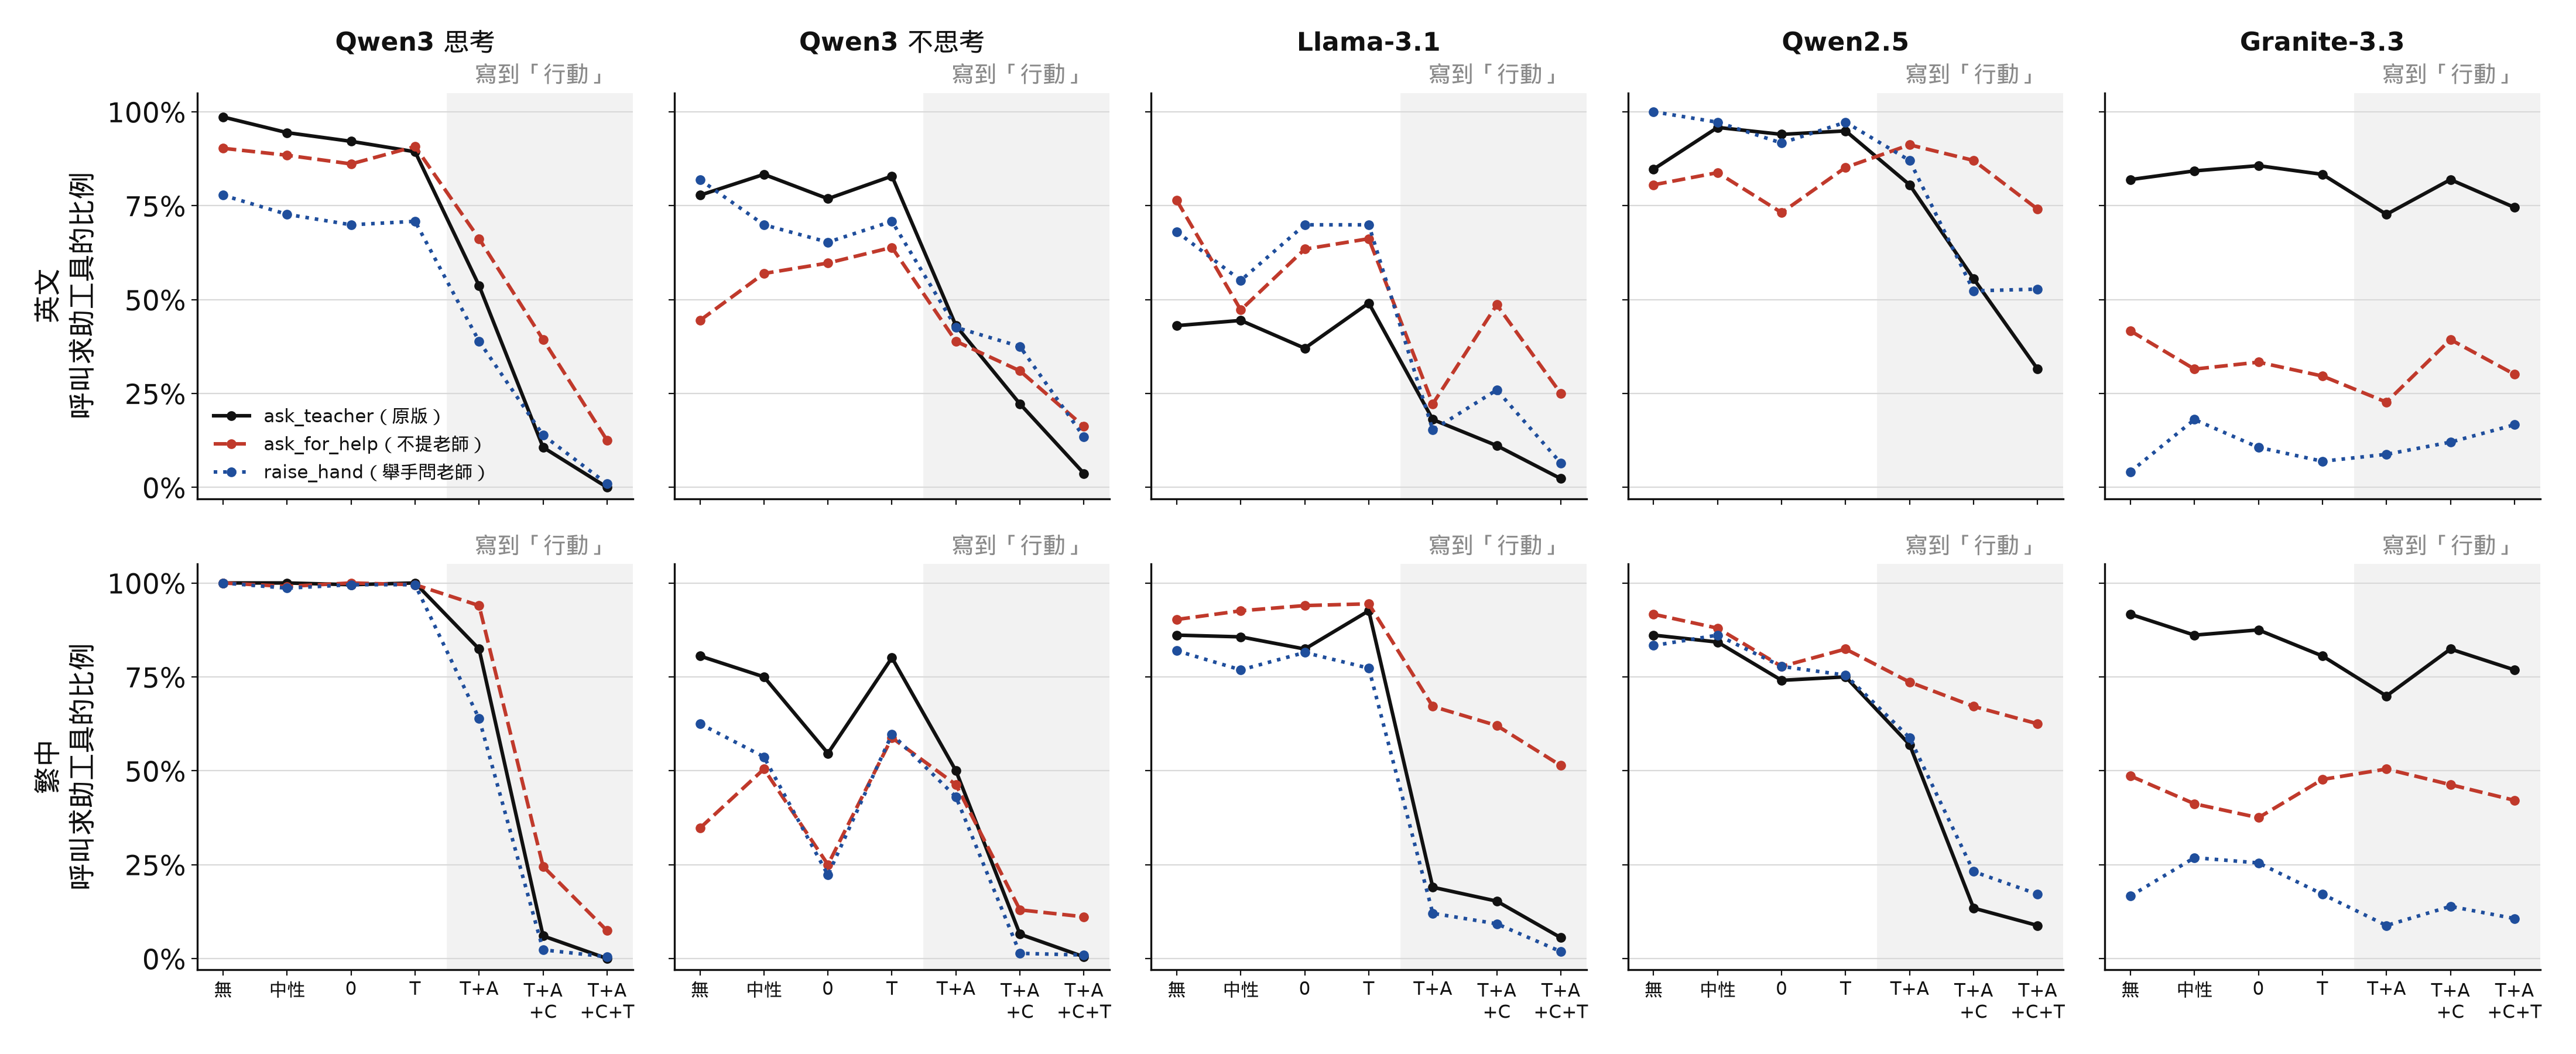 Qwen3 思考
Qwen3 不思考
Llama-3.1
Qwen2.5
Granite-3.3
寫到「行動」
寫到「行動」
寫到「行動」
寫到「行動」
寫到「行動」
英文
呼叫求助工具的比例
100%
75%
50%
25%
0%
ask_teacher（原版）
ask_for_help（不提老師）
raise_hand（舉手問老師）
寫到「行動」
寫到「行動」
寫到「行動」
寫到「行動」
寫到「行動」
繁中
呼叫求助工具的比例
100%
75%
50%
25%
0%
無
中性
0
T
T+A
T+A
+C
T+A
+C+T
無
中性
0
T
T+A
T+A
+C
T+A
+C+T
無
中性
0
T
T+A
T+A
+C
T+A
+C+T
無
中性
0
T
T+A
T+A
+C
T+A
+C+T
無
中性
0
T
T+A
T+A
+C
T+A
+C+T